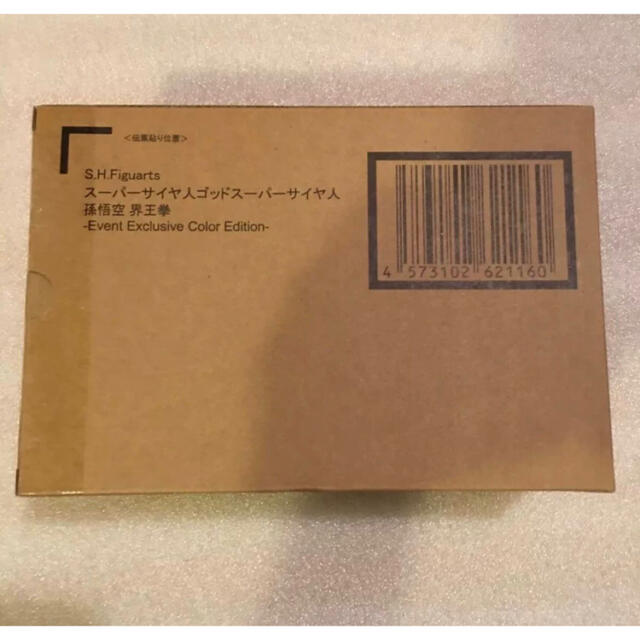 <伝票貼り位置>
S.H.Figuarts
スーパーサイヤ人ゴッドスーパーサイヤ人
孫悟空 界王拳
-Event Exclusive Color Edition-
4 573102 621160